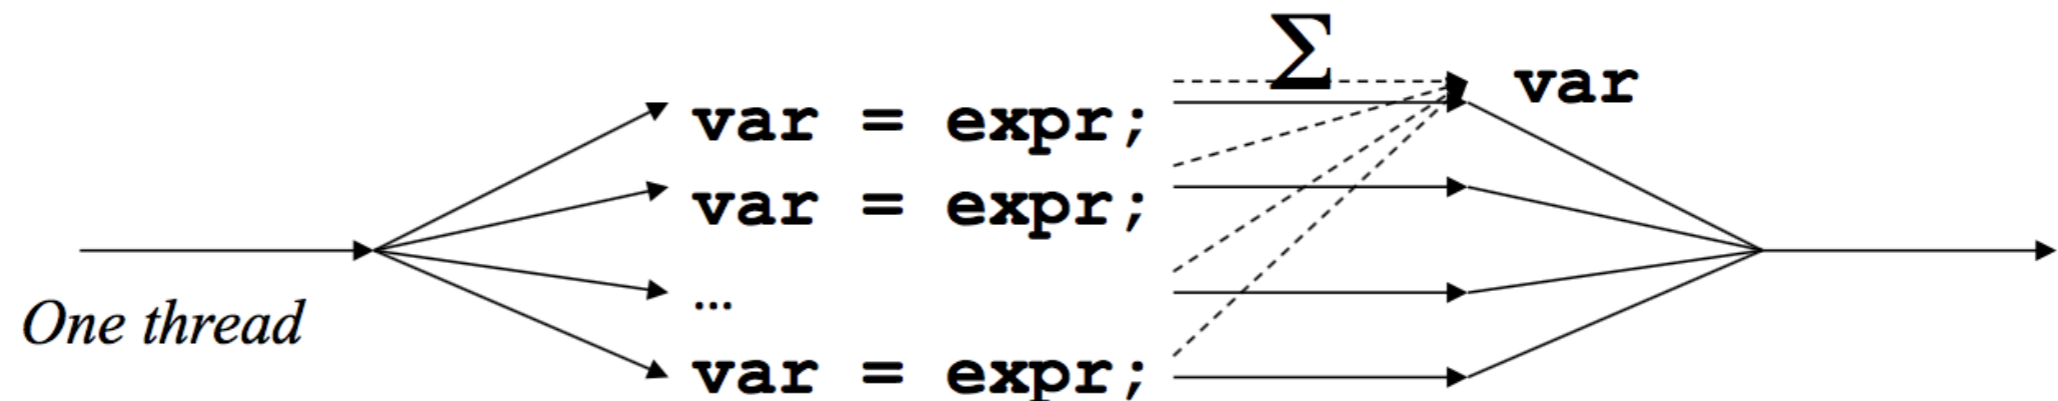 ∑
var
var = expr;
var = expr;
...
One thread
var = expr;